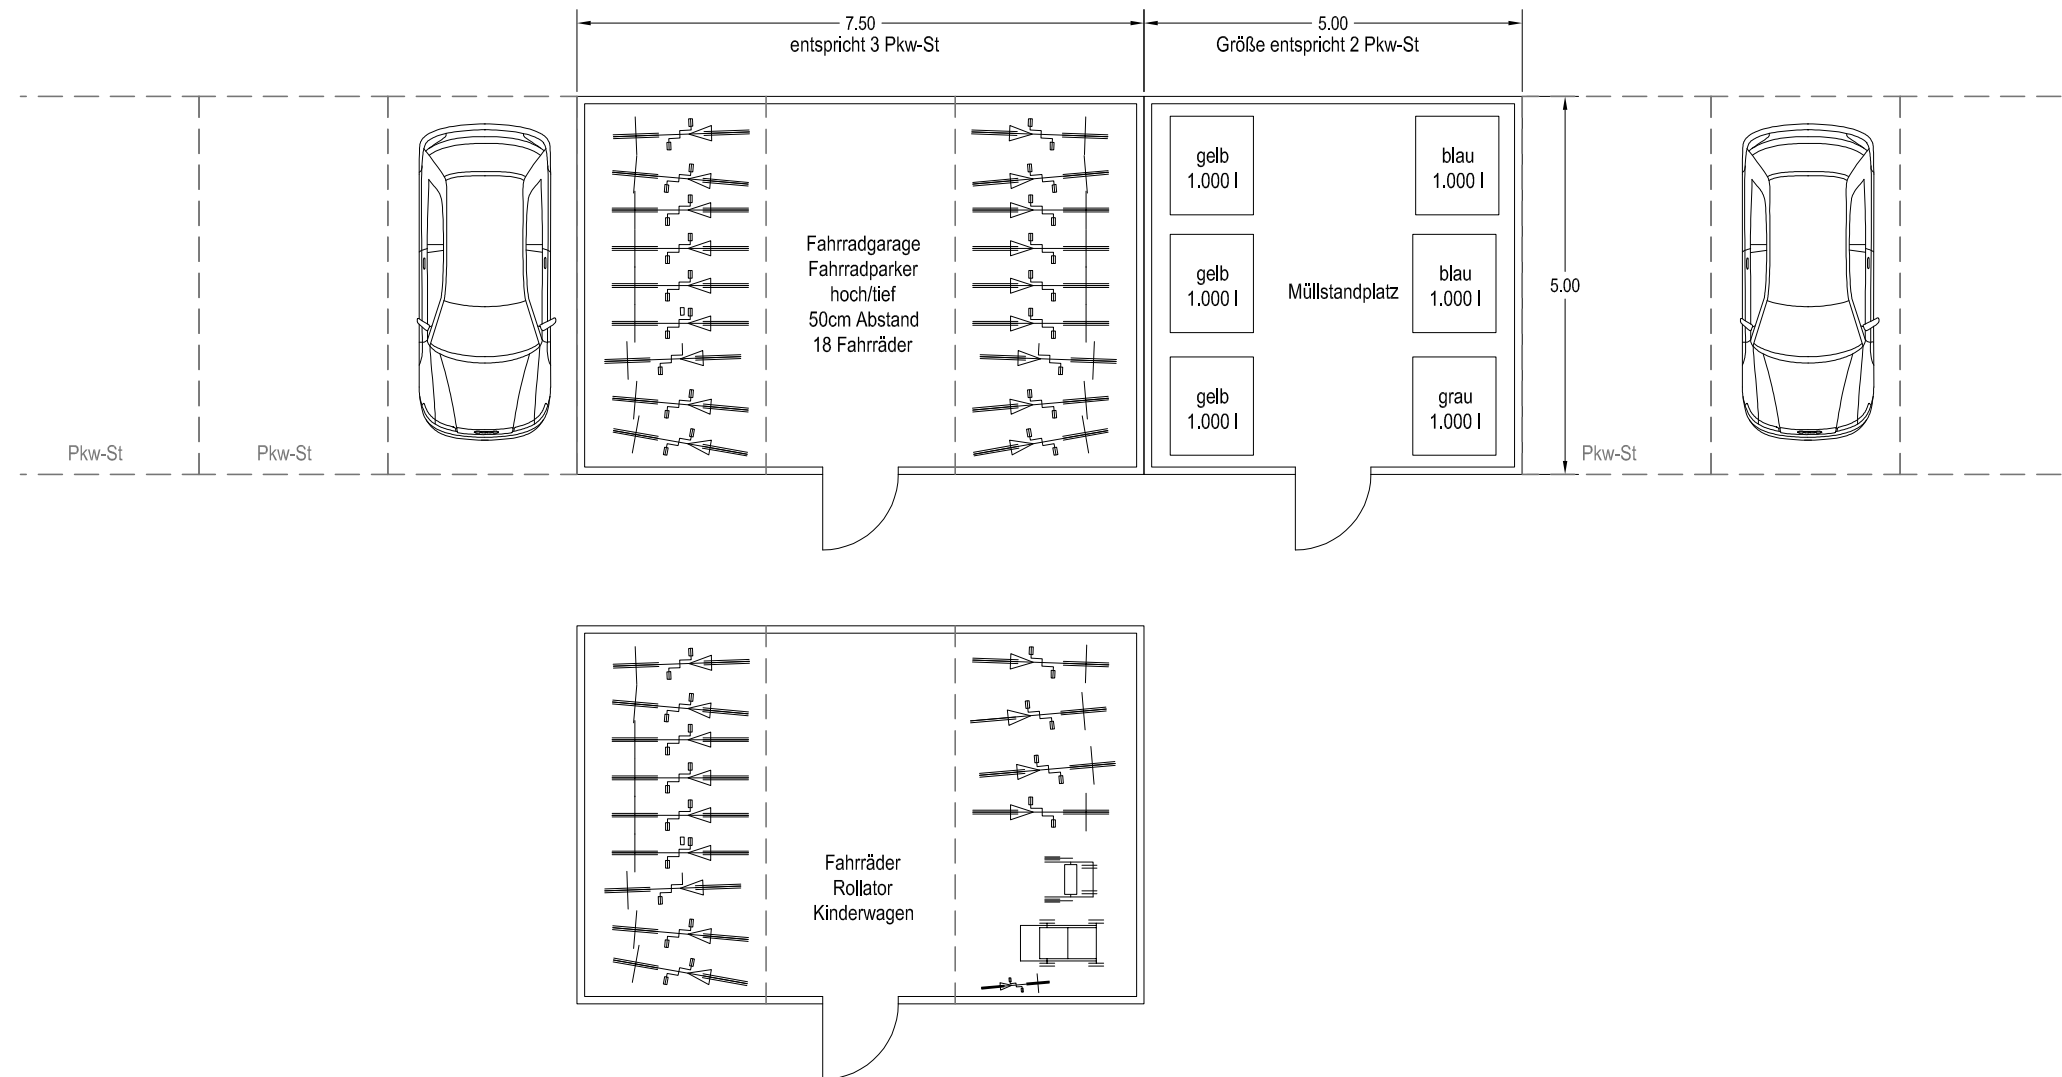 7.50
entspricht 3 Pkw-St
5.00
Größe entspricht 2 Pkw-St
Pkw-St
Pkw-St
Fahrradgarage
Fahrradparker
hoch/tief
50cm Abstand
18 Fahrräder
gelb
1.000 l
blau
1.000 l
gelb
1.000 l
Müllstandplatz
blau
1.000 l
gelb
1.000 l
grau
1.000 l
5.00
Pkw-St
Fahrräder
Rollator
Kinderwagen